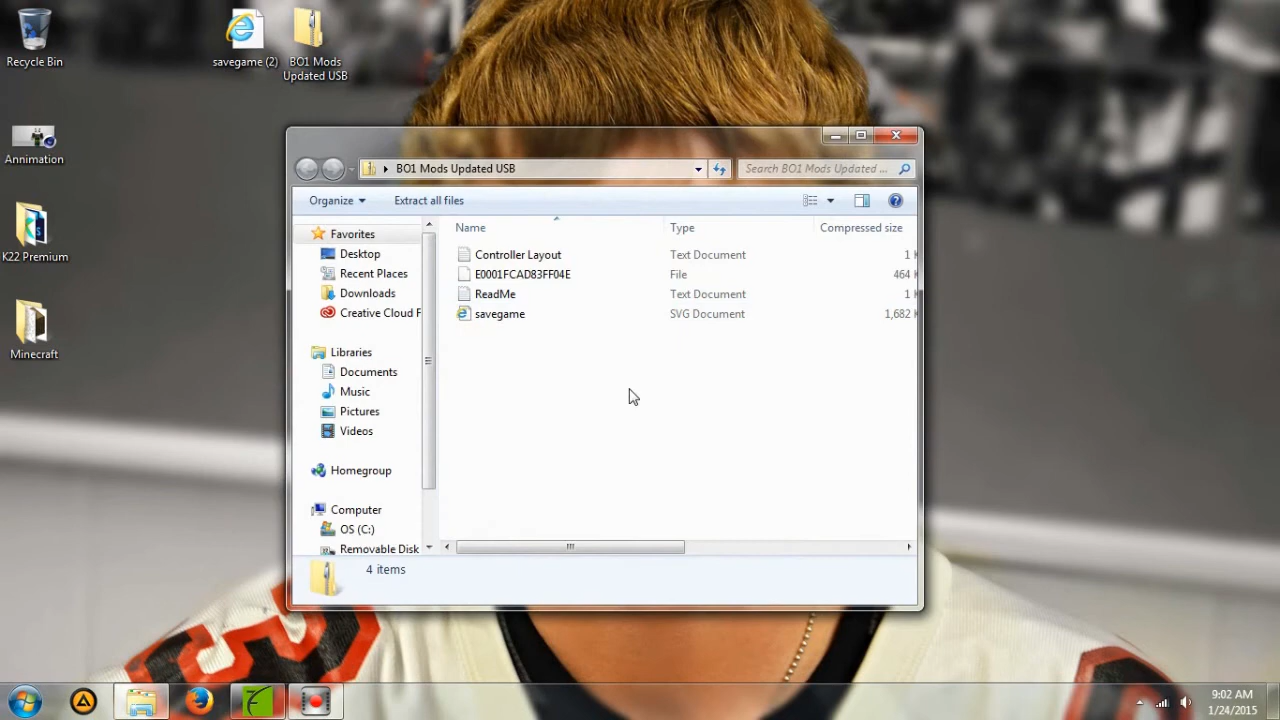 Recycle Bin
savegame (2)
BO1 Mods
Updated USB
Annimation
K22 Premium
Minecraft
BO1 Mods Updated USB
Search BO1 Mods Updated ...
Organize
Extract all files
Name
Type
Compressed size
Favorites
Desktop
Recent Places
Downloads
Creative Cloud F
Libraries
Documents
Music
Pictures
Videos
Homegroup
Computer
OS (C:)
Removable Disk
Controller Layout Text Document 1 K
E0001FCAD83FF04E File 464 K
ReadMe Text Document 1 K
savegame SVG Document 1,682 K
4 items
9:02 AM
1/24/2015